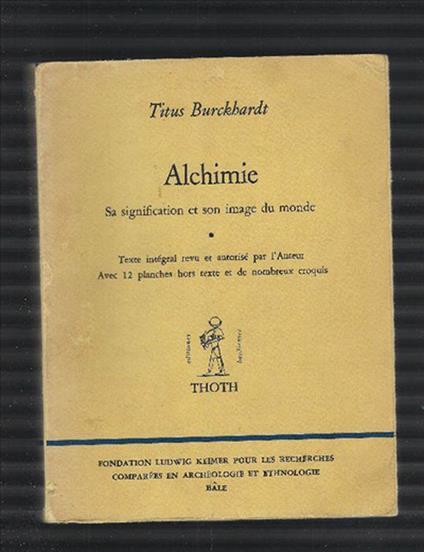 Titus Burckhardt
Alchimie
Sa signification et son image du monde
Texte intégral revu et autorisé par l'Auteur
Avec 12 planches hors texte et de nombreux croquis
editiones basilienses
THOTH
FONDATION LUDWIG KEIMER POUR LES RECHERCHES
COMPARÉES EN ARCHÉOLOGIE ET ETHNOLOGIE
BÂLE